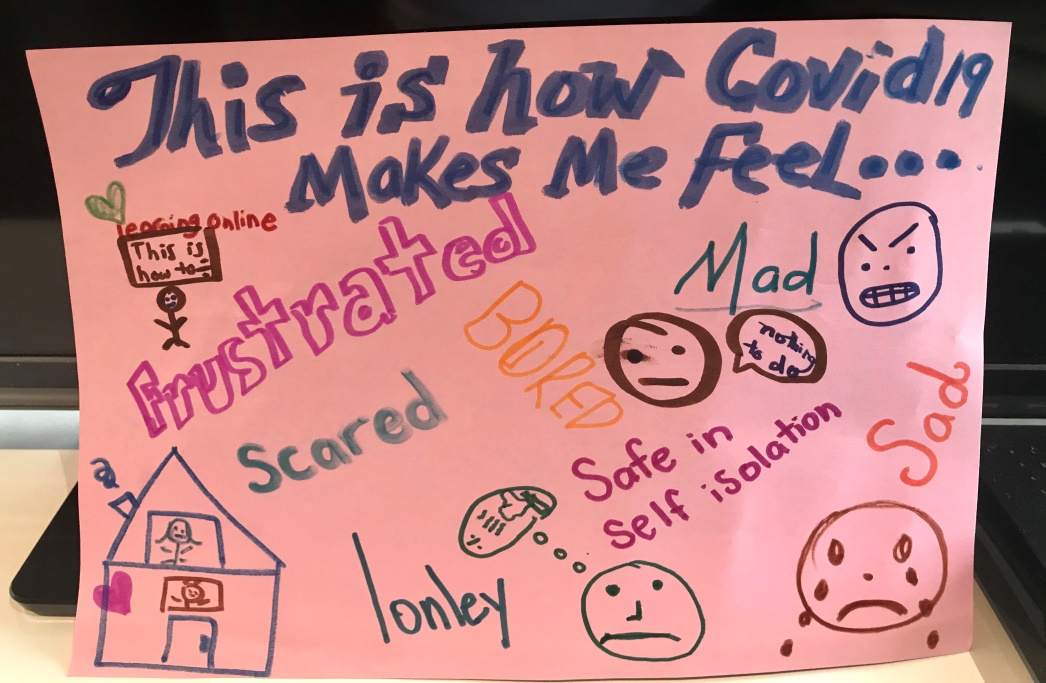 This is how Covid19
Makes Me feel...
learning online
This is
how to
frustrated
Mad
BORED
nothing
to do
Scared
Sad
Safe in
self isolation
lonley